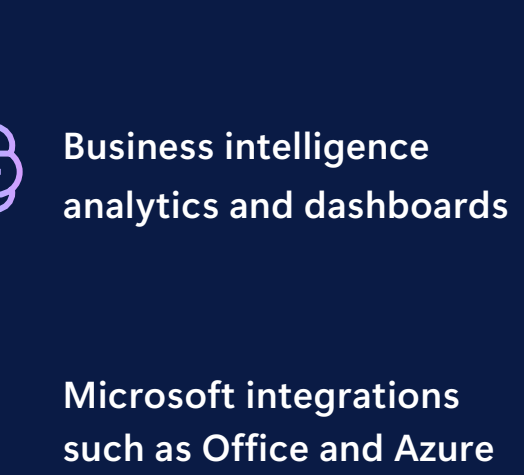 Business intelligence
analytics and dashboards
Microsoft integrations
such as Office and Azure